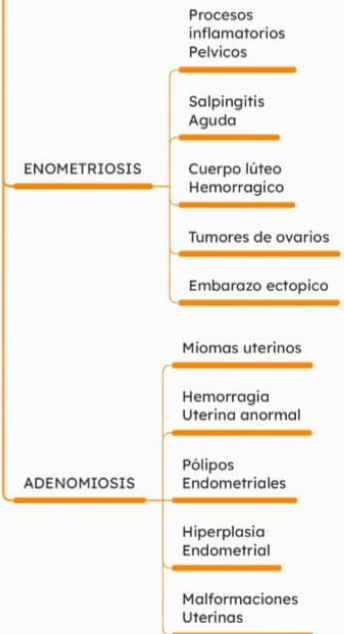 Procesos
inflamatorios
Pelvicos
Salpingitis
Aguda
ENOMETRIOSIS
Cuerpo lúteo
Hemorragico
Tumores de ovarios
Embarazo ectopico
Miomas uterinos
Hemorragia
Uterina anormal
Pólipos
Endometriales
ADENOMIOSIS
Hiperplasia
Endometrial
Malformaciones
Uterinas